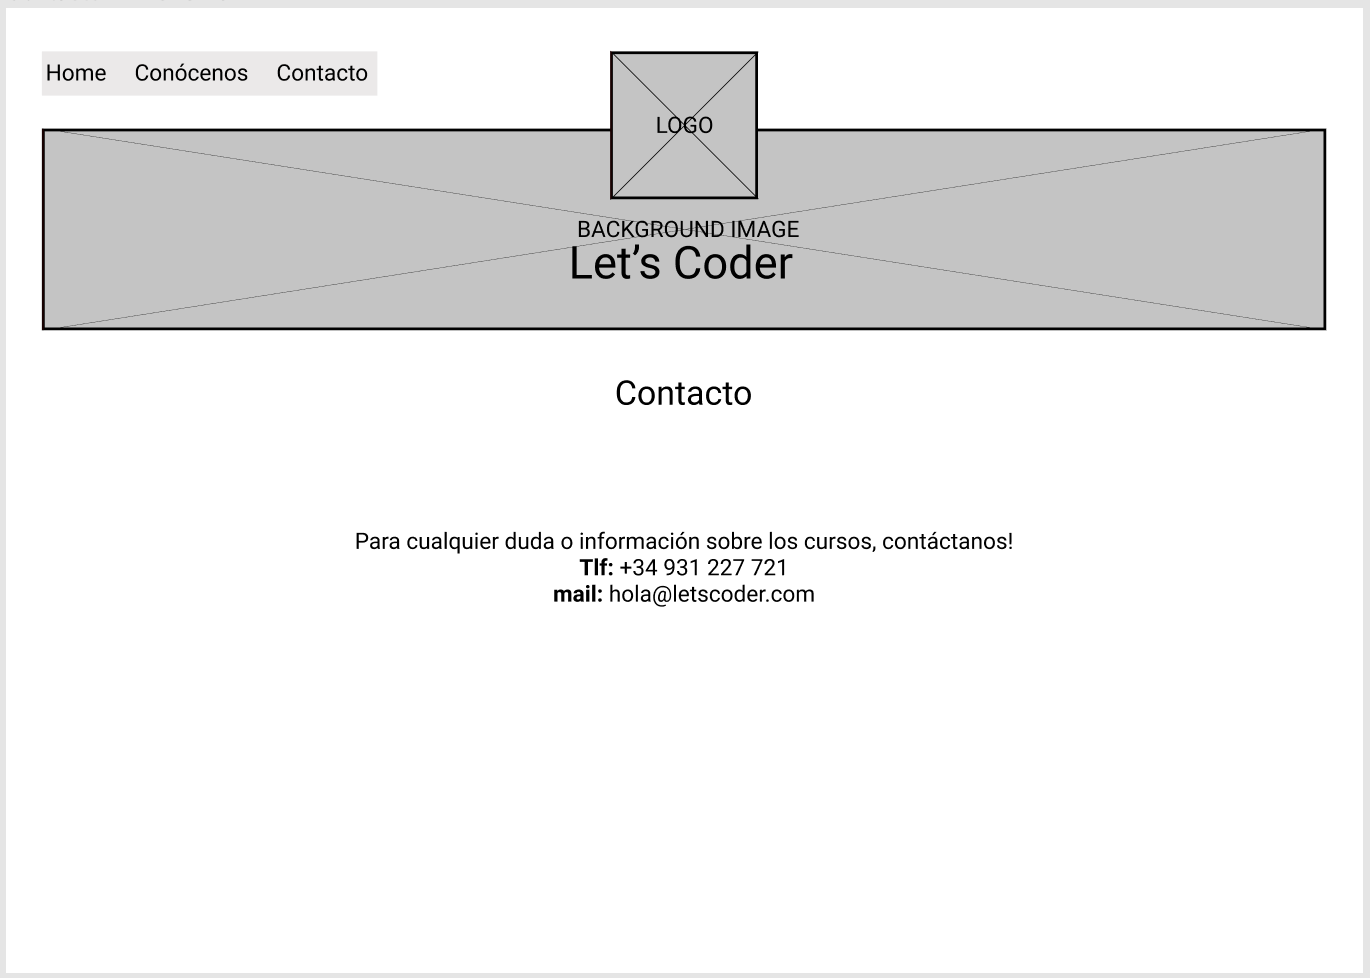 Home Conócenos Contacto
LOGO
BACKGROUND IMAGE
Let’s Coder
Contacto
Para cualquier duda o información sobre los cursos, contáctanos!
Tlf: +34 931 227 721
mail: hola@letscoder.com